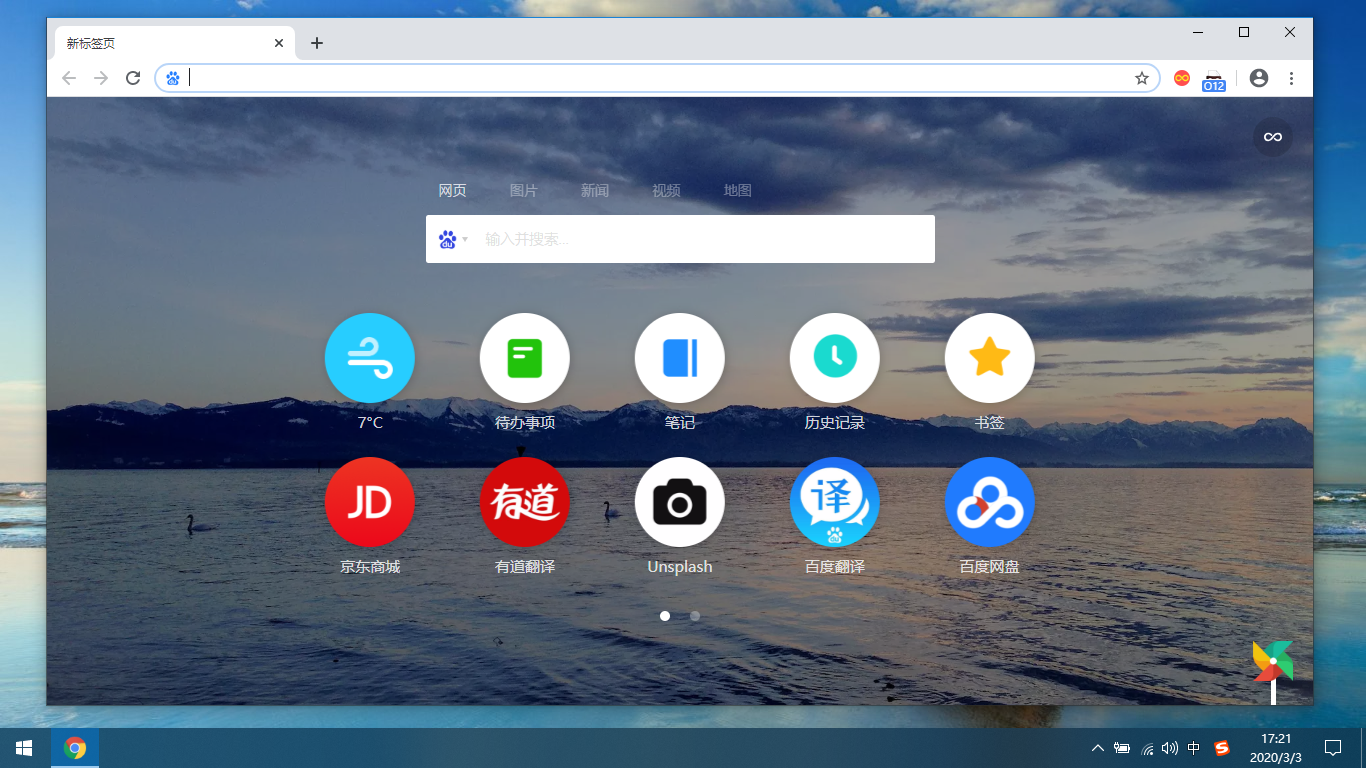 新标签页
O12
网页 图片 新闻 视频 地图
du 输入并搜索...
7°C 待办事项 笔记 历史记录 书签
JD 有道 译 du
京东商城 有道翻译 Unsplash 百度翻译 百度网盘
中 S 17:21
2020/3/3